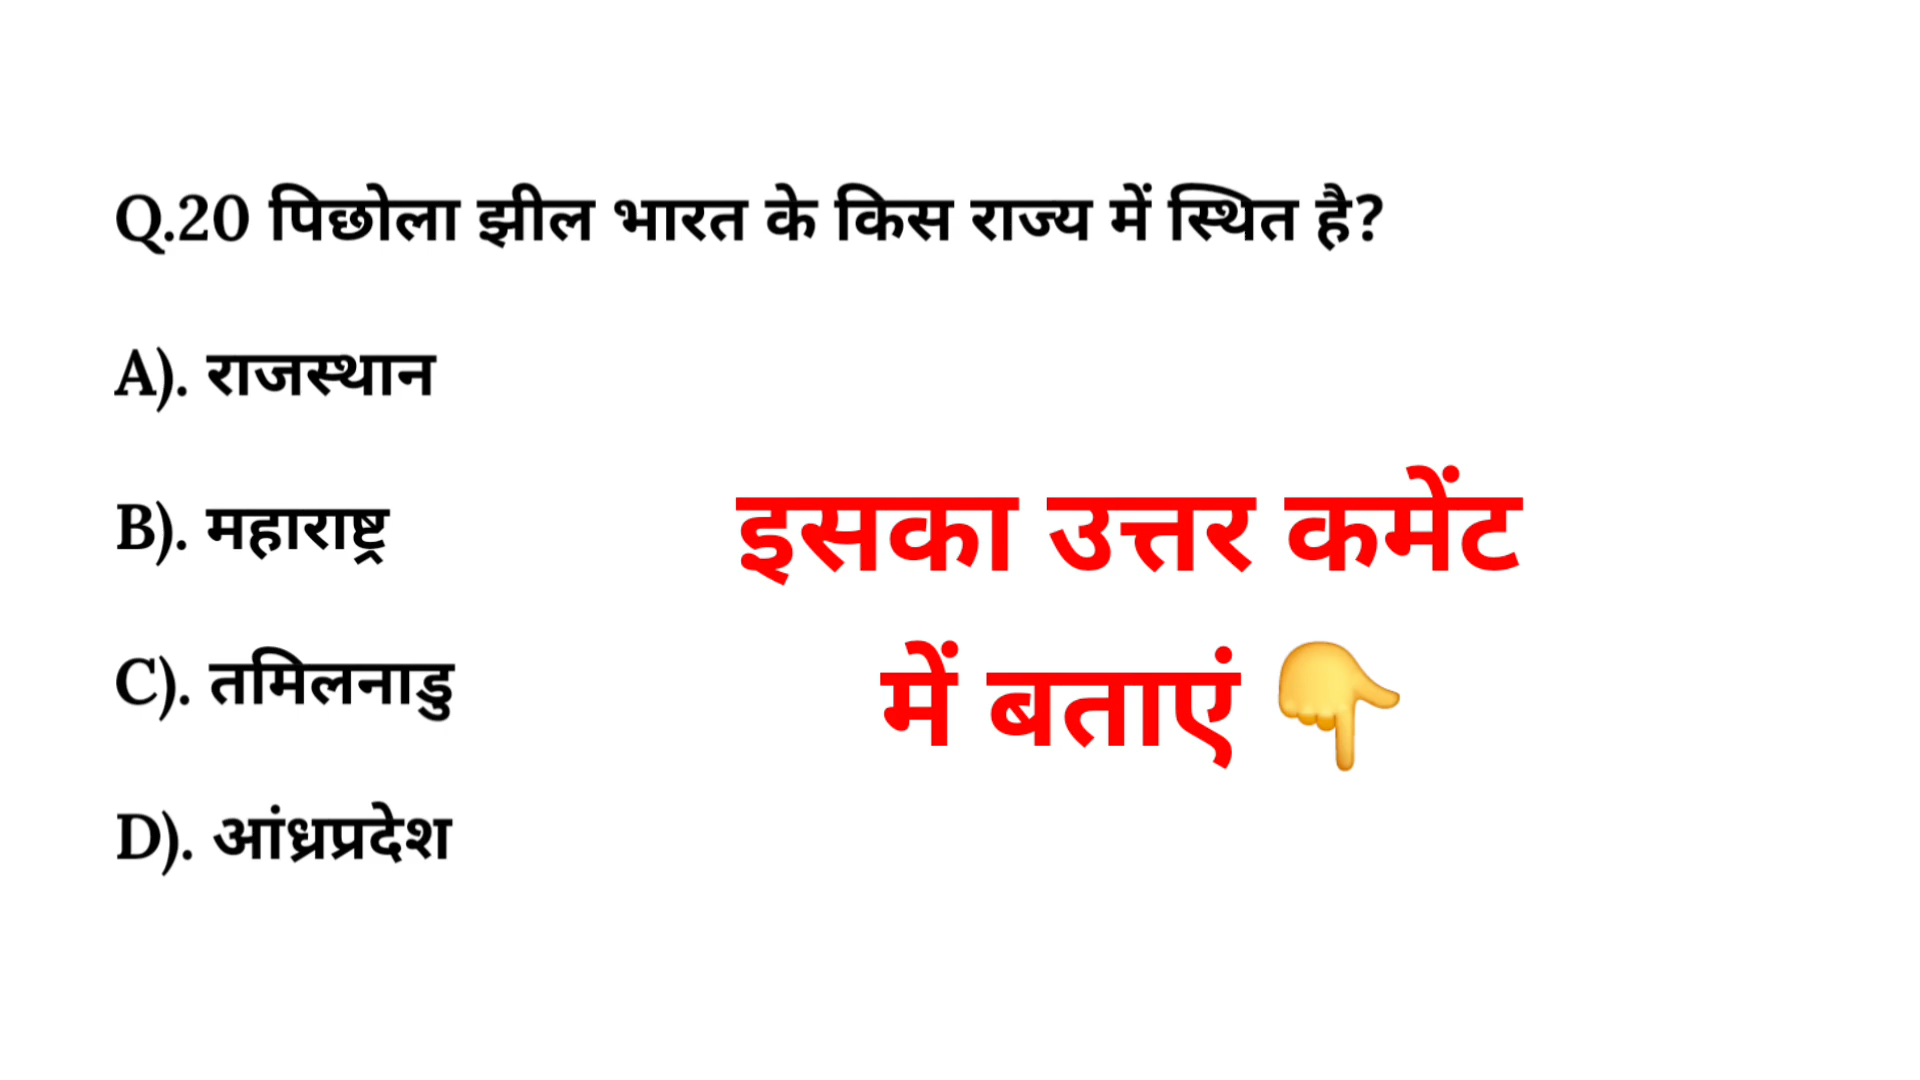 Q.20 पिछोला झील भारत के किस राज्य में स्थित है?
A). राजस्थान
B). महाराष्ट्र
C). तमिलनाडु
D). आंध्रप्रदेश
इसका उत्तर कमेंट
में बताएं 👇